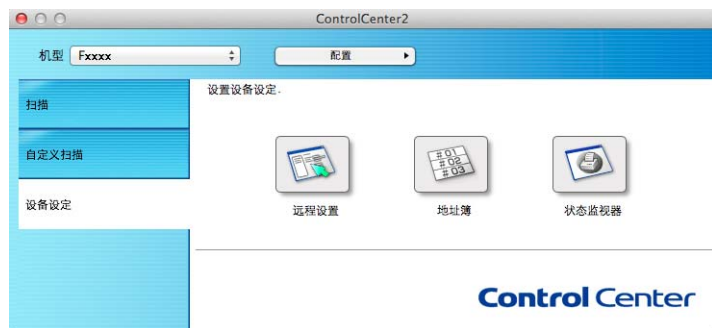 ControlCenter2
机型 Fxxxx 配置
扫描
自定义扫描
设备设定
设置设备设定.
#01
#02
#03
远程设置 地址簿 状态监视器
Control Center